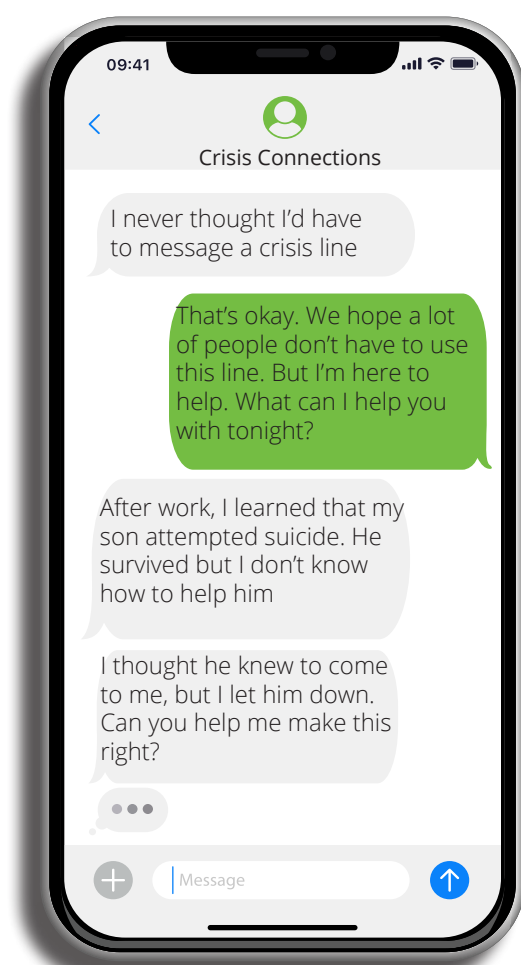 09:41
Crisis Connections
I never thought I’d have
to message a crisis line
That’s okay. We hope a lot
of people don’t have to use
this line. But I’m here to
help. What can I help you
with tonight?
After work, I learned that my
son attempted suicide. He
survived but I don’t know
how to help him
I thought he knew to come
to me, but I let him down.
Can you help me make this
right?
Message